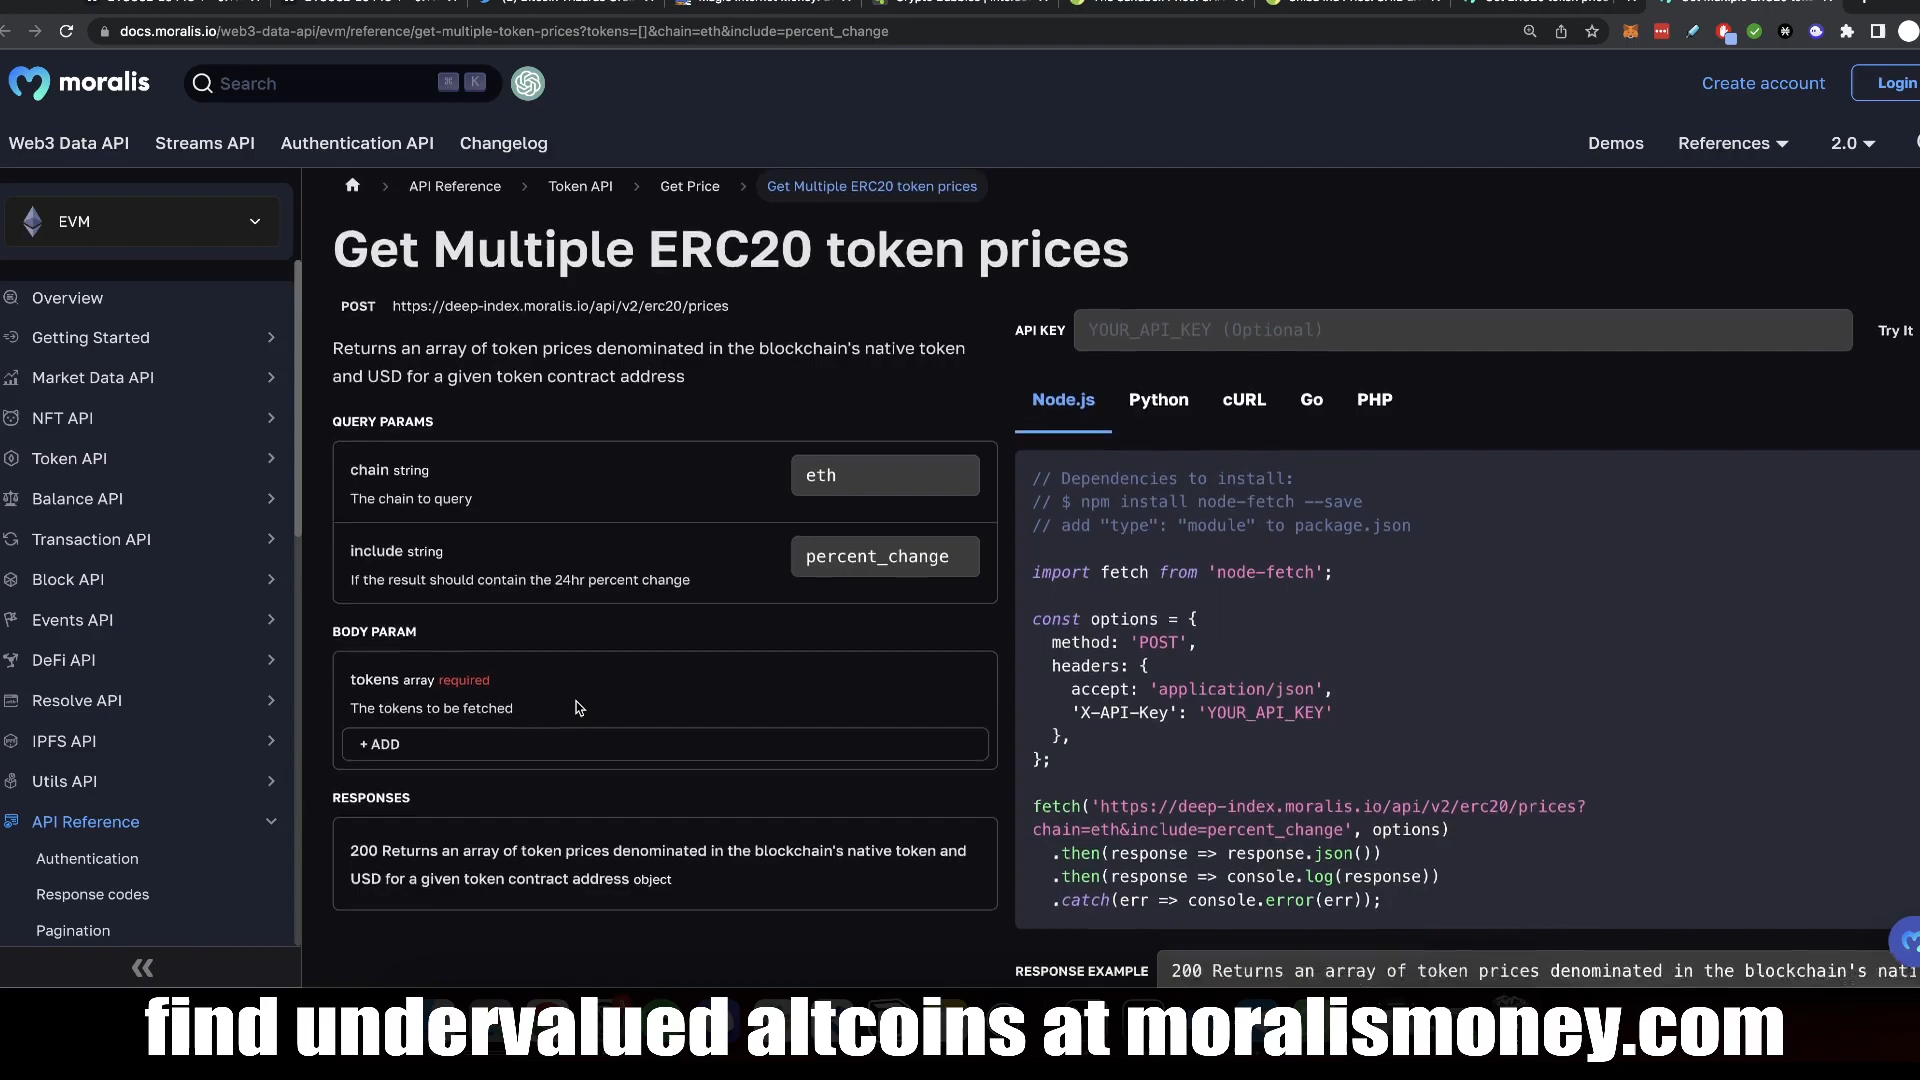 docs.moralis.io/web3-data-api/evm/reference/get-multiple-token-prices?tokens=[]&chain=eth&include=percent_change
moralis
Search
⌘ K
Create account
Login
Web3 Data API
Streams API
Authentication API
Changelog
Demos
References
2.0
EVM
Overview
Getting Started
Market Data API
NFT API
Token API
Balance API
Transaction API
Block API
Events API
DeFi API
Resolve API
IPFS API
Utils API
API Reference
Authentication
Response codes
Pagination
API Reference > Token API > Get Price > Get Multiple ERC20 token prices
Get Multiple ERC20 token prices
POST https://deep-index.moralis.io/api/v2/erc20/prices
Returns an array of token prices denominated in the blockchain's native token
and USD for a given token contract address
QUERY PARAMS
chain string
The chain to query
eth
include string
If the result should contain the 24hr percent change
percent_change
BODY PARAM
tokens array required
The tokens to be fetched
+ ADD
RESPONSES
200 Returns an array of token prices denominated in the blockchain's native token and
USD for a given token contract address object
API KEY
YOUR_API_KEY (Optional)
Try It
Node.js
Python
cURL
Go
PHP
// Dependencies to install:
// $ npm install node-fetch --save
// add "type": "module" to package.json
import fetch from 'node-fetch';
const options = {
method: 'POST',
headers: {
accept: 'application/json',
'X-API-Key': 'YOUR_API_KEY'
},
};
fetch('https://deep-index.moralis.io/api/v2/erc20/prices?
chain=eth&include=percent_change', options)
.then(response => response.json())
.then(response => console.log(response))
.catch(err => console.error(err));
RESPONSE EXAMPLE
200 Returns an array of token prices denominated in the blockchain's nati
find undervalued altcoins at moralismoney.com